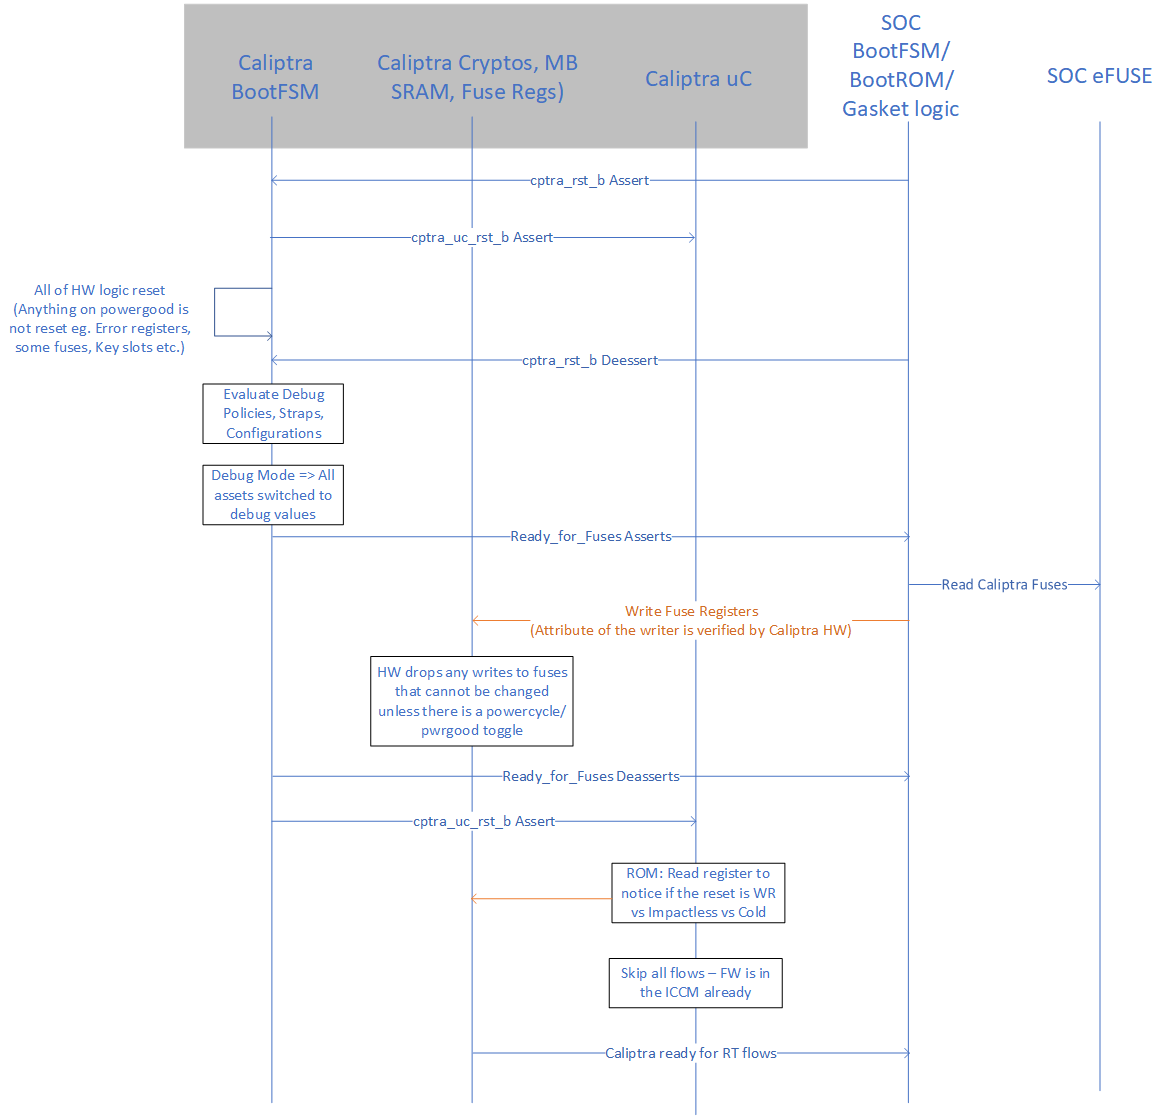 Caliptra
BootFSM
Caliptra Cryptos, MB
SRAM, Fuse Regs)
Caliptra uC
SOC
BootFSM/
BootROM/
Gasket logic
SOC eFUSE
cptra_rst_b Assert
cptra_uc_rst_b Assert
All of HW logic reset
(Anything on powergood is
not reset eg. Error registers,
some fuses, Key slots etc.)
cptra_rst_b Deessert
Evaluate Debug
Policies, Straps,
Configurations
Debug Mode => All
assets switched to
debug values
Ready_for_Fuses Asserts
Read Caliptra Fuses
Write Fuse Registers
(Attribute of the writer is verified by Caliptra HW)
HW drops any writes to fuses
that cannot be changed
unless there is a powercycle/
pwrgood toggle
Ready_for_Fuses Deasserts
cptra_uc_rst_b Assert
ROM: Read register to
notice if the reset is WR
vs Impactless vs Cold
Skip all flows – FW is in
the ICCM already
Caliptra ready for RT flows